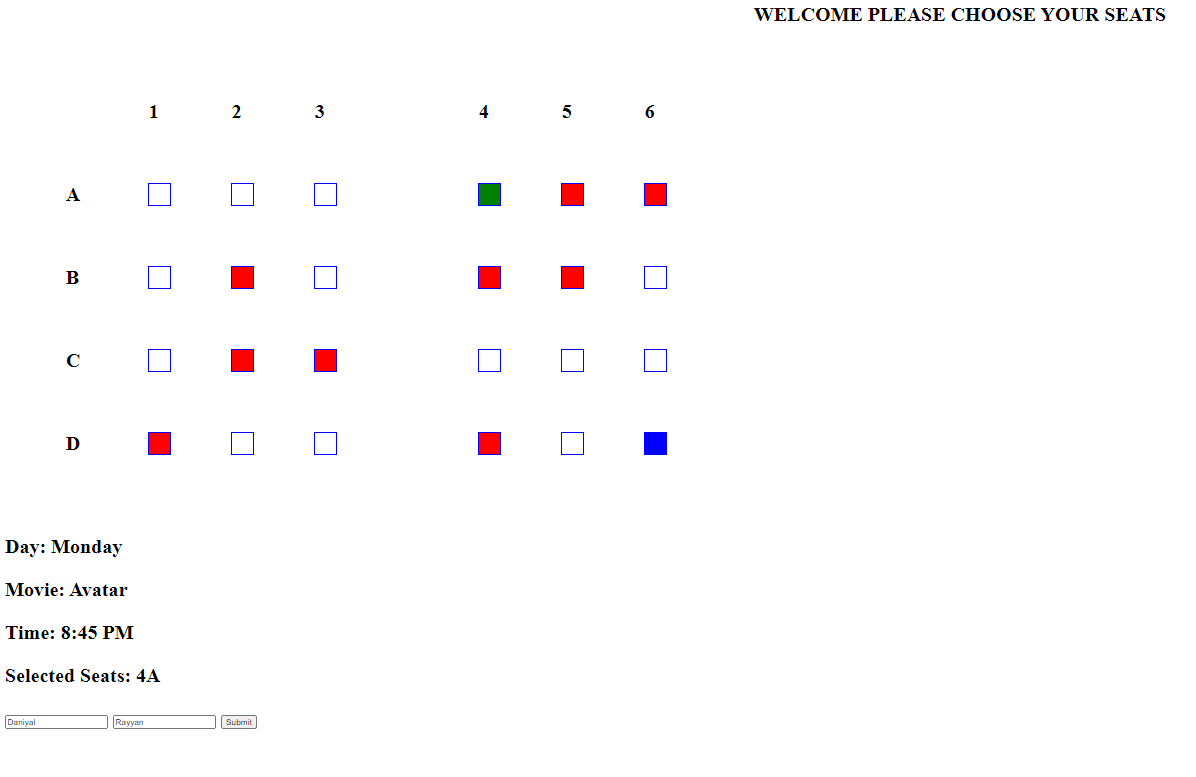 WELCOME PLEASE CHOOSE YOUR SEATS
1 2 3 4 5 6
A
B
C
D
Day: Monday
Movie: Avatar
Time: 8:45 PM
Selected Seats: 4A
Daniyal Rayyan Submit